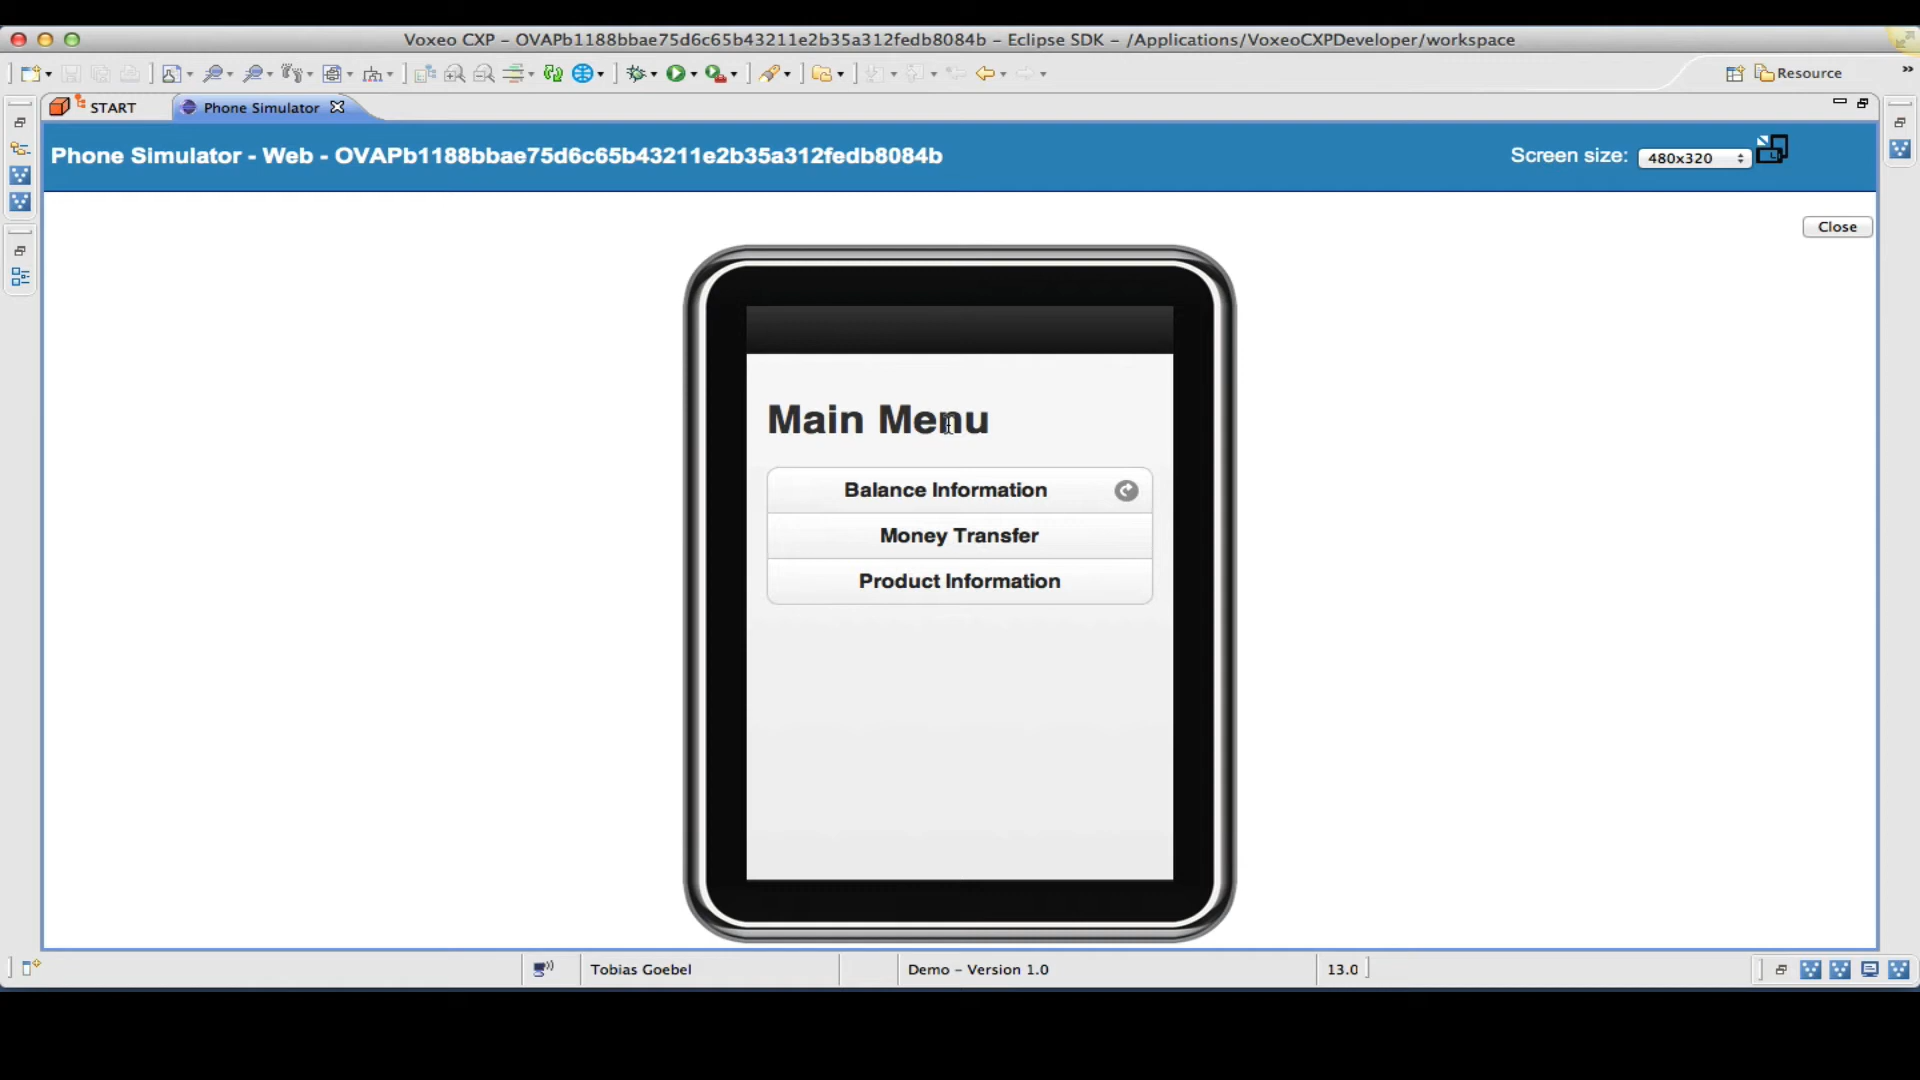 Voxeo CXP – OVAPb1188bbae75d6c65b43211e2b35a312fedb8084b – Eclipse SDK – /Applications/VoxeoCXPDeveloper/workspace
Resource
START
Phone Simulator
Phone Simulator - Web - OVAPb1188bbae75d6c65b43211e2b35a312fedb8084b
Screen size: 480x320
Close
Main Menu
Balance Information
Money Transfer
Product Information
Tobias Goebel
Demo – Version 1.0
13.0